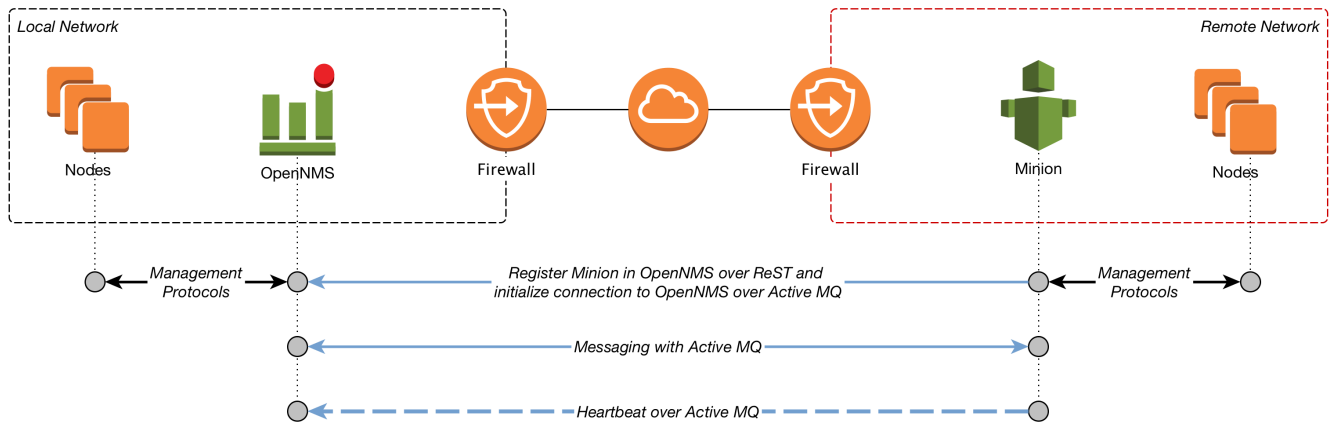 Local Network
Remote Network
Nodes
OpenNMS
Firewall
Firewall
Minion
Nodes
Management
Protocols
Register Minion in OpenNMS over ReST and
initialize connection to OpenNMS over Active MQ
Management
Protocols
Messaging with Active MQ
Heartbeat over Active MQ